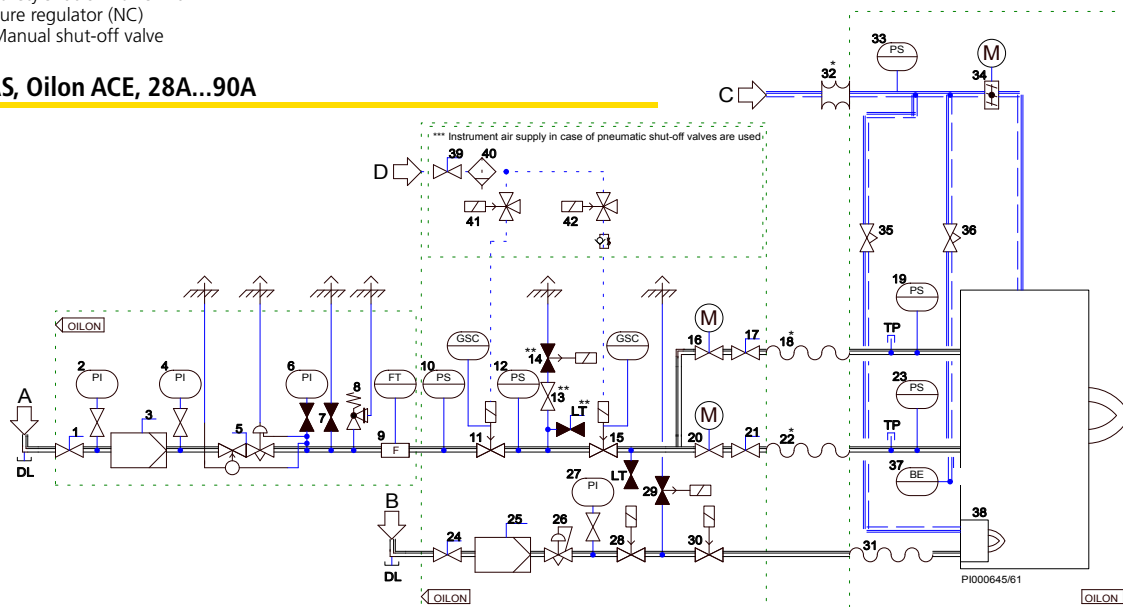 ure regulator (NC)
Manual shut-off valve
S, Oilon ACE, 28A...90A
*** Instrument air supply in case of pneumatic shut-off valves are used
33
PS
M
32*
34
C
39
40
D
41
42
35
36
OILON
19
PS
TP
M
16
17
18*
GSC
GSC
**
14
2
PI
4
PI
6
PI
8
FT
10
PS
12
PS
13**
LT**
7
A
1
3
5
9
F
11
15
M
20
21
22*
23
PS
TP
DL
LT
37
BE
27
PI
29
B
38
24
25
26
28
30
31
DL
PI000645/61
OILON
OILON